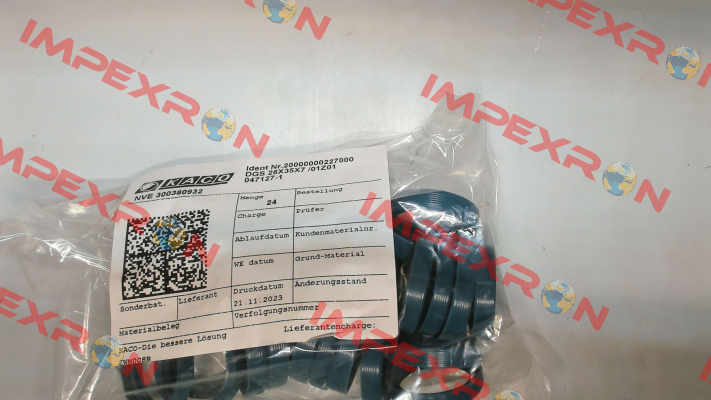 KACO
NVE 300380932
Ident Nr.20000000227000
DGS 28X35X7 /01Z01
047127-1
Menge
24
Bestellung
Charge
Prüfer
Ablaufdatum
Kundenmaterialnr.
WE datum
Grund-Material
Druckdatum
21.11.2023
Änderungsstand
Sonderbst.
Lieferant
Verfolgungsnummer
Materialbeleg
Lieferantencharge:
KACO-Die bessere Lösung
IMPEXRON
IMPEXRON
IMPEXRON
IMPEXRON
IMPEXRON
IMPEXRON